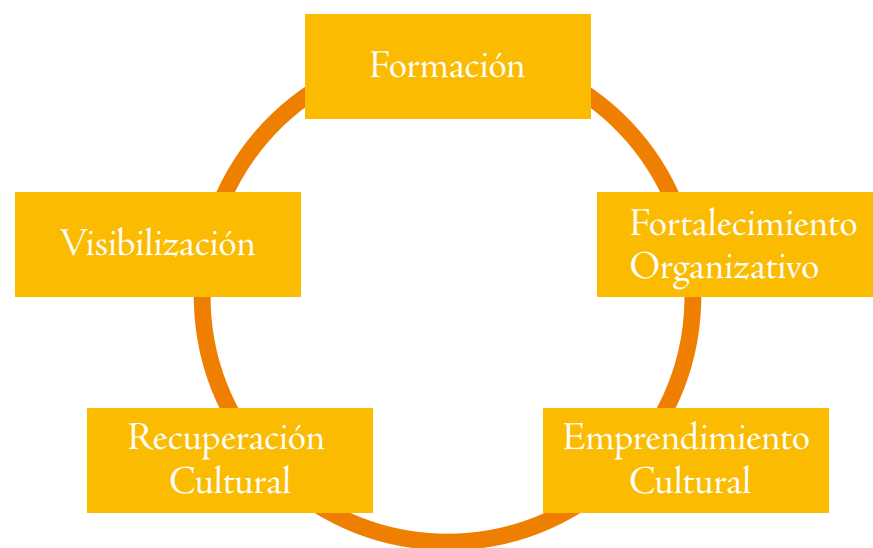 Formación
Visibilización
Fortalecimiento
Organizativo
Recuperación
Cultural
Emprendimiento
Cultural